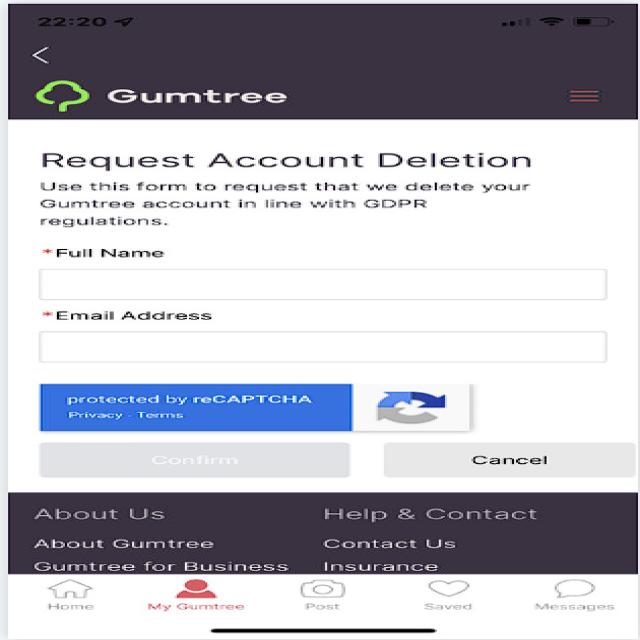 22:20
Gumtree
Request Account Deletion
Use this form to request that we delete your
Gumtree account in line with GDPR
regulations.
*Full Name
*Email Address
protected by reCAPTCHA
Privacy - Terms
Confirm
Cancel
About Us
Help & Contact
About Gumtree
Contact Us
Gumtree for Business
Insurance
Home
My Gumtree
Post
Saved
Messages